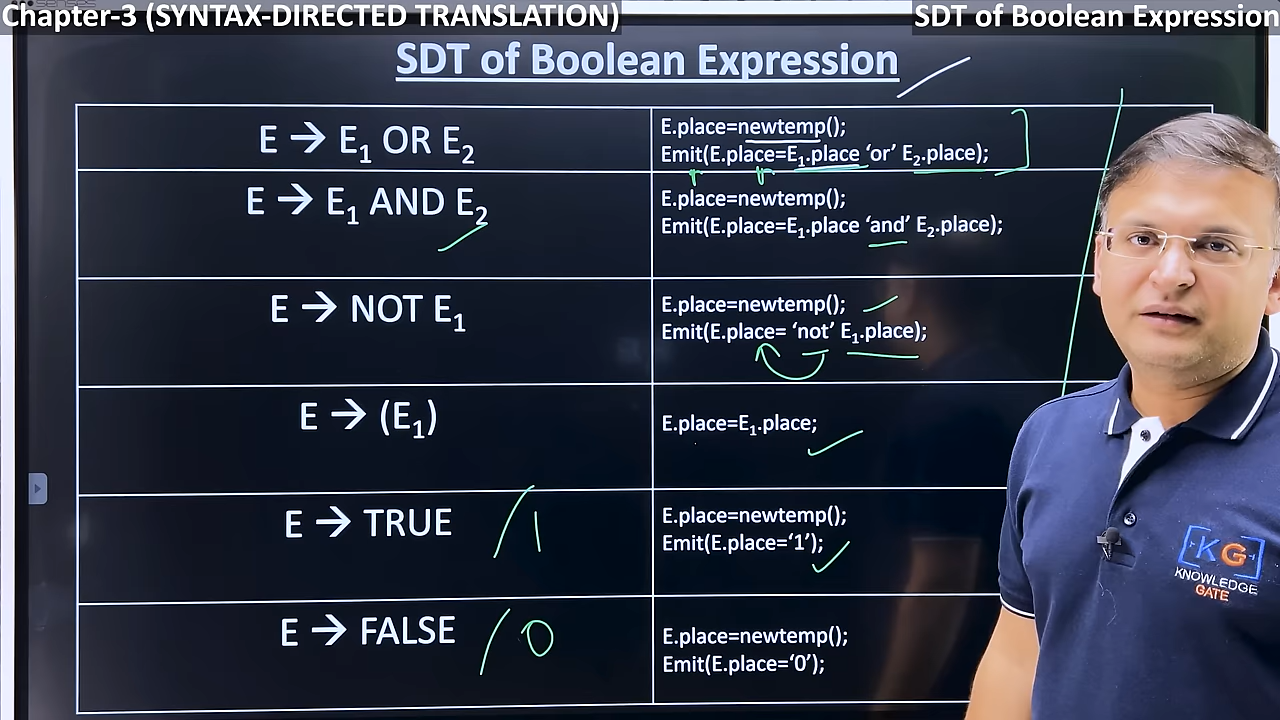 Chapter-3 (SYNTAX-DIRECTED TRANSLATION)
SDT of Boolean Expression
SDT of Boolean Expression
E → E₁ OR E₂
E.place=newtemp();
Emit(E.place=E₁.place ‘or’ E₂.place);
E → E₁ AND E₂
E.place=newtemp();
Emit(E.place=E₁.place ‘and’ E₂.place);
E → NOT E₁
E.place=newtemp();
Emit(E.place= ‘not’ E₁.place);
E → (E₁)
E.place=E₁.place;
E → TRUE / 1
E.place=newtemp();
Emit(E.place=‘1’);
E → FALSE / 0
E.place=newtemp();
Emit(E.place=‘0’);
KG
KNOWLEDGE
GATE